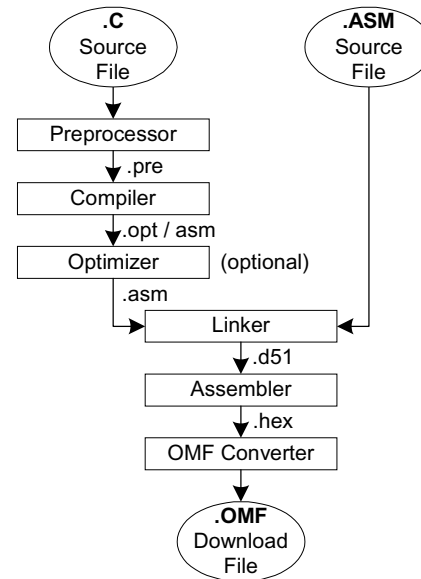 .C
Source
File
.ASM
Source
File
Preprocessor
.pre
Compiler
.opt / asm
Optimizer
(optional)
.asm
Linker
.d51
Assembler
.hex
OMF Converter
.OMF
Download
File